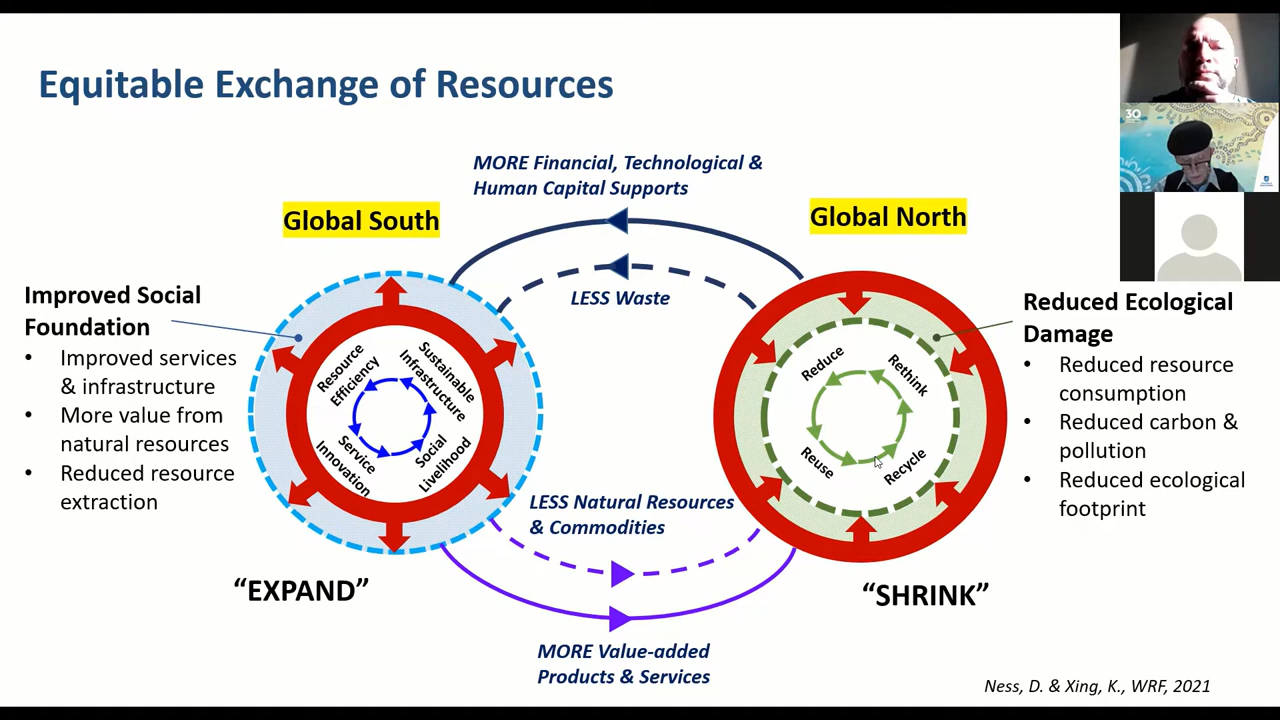 Equitable Exchange of Resources
30
MORE Financial, Technological &
Human Capital Supports
Global South
Global North
LESS Waste
Improved Social
Foundation
• Improved services
& infrastructure
• More value from
natural resources
• Reduced resource
extraction
Resource
Efficiency
Sustainable
Infrastructure
Service
Innovation
Social
Livelihood
Reduce
Rethink
Reuse
Recycle
Reduced Ecological
Damage
• Reduced resource
consumption
• Reduced carbon &
pollution
• Reduced ecological
footprint
LESS Natural Resources
& Commodities
“EXPAND”
“SHRINK”
MORE Value-added
Products & Services
Ness, D. & Xing, K., WRF, 2021